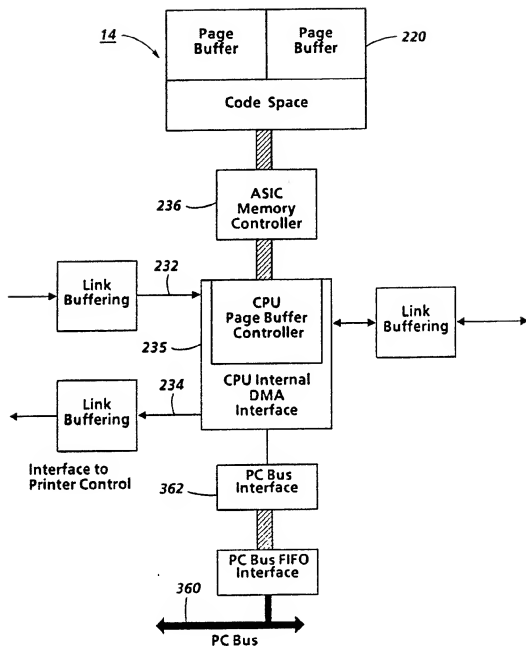 14
Page Buffer
Page Buffer
220
Code Space
236
ASIC
Memory
Controller
Link
Buffering
232
CPU
Page Buffer
Controller
Link
Buffering
235
CPU Internal
DMA
Interface
Link
Buffering
234
Interface to
Printer Control
362
PC Bus
Interface
PC Bus FIFO
Interface
360
PC Bus